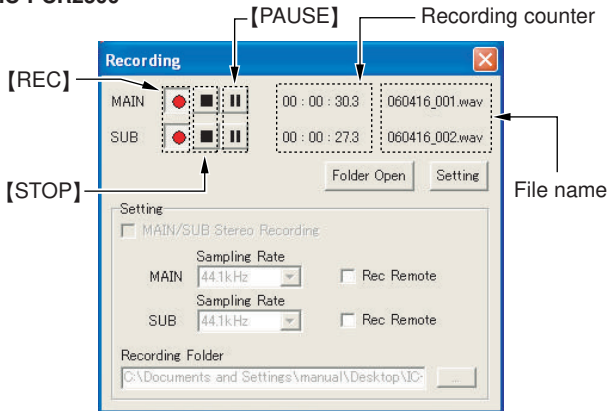 【PAUSE】 Recording counter
Recording
【REC】
MAIN 00 : 00 : 30.3 060416_001.wav
SUB 00 : 00 : 27.3 060416_002.wav
Folder Open Setting
【STOP】 File name
Setting
MAIN/SUB Stereo Recording
Sampling Rate
MAIN 44.1kHz Rec Remote
Sampling Rate
SUB 44.1kHz Rec Remote
Recording Folder
C:\Documents and Settings\manual\Desktop\IC- ...